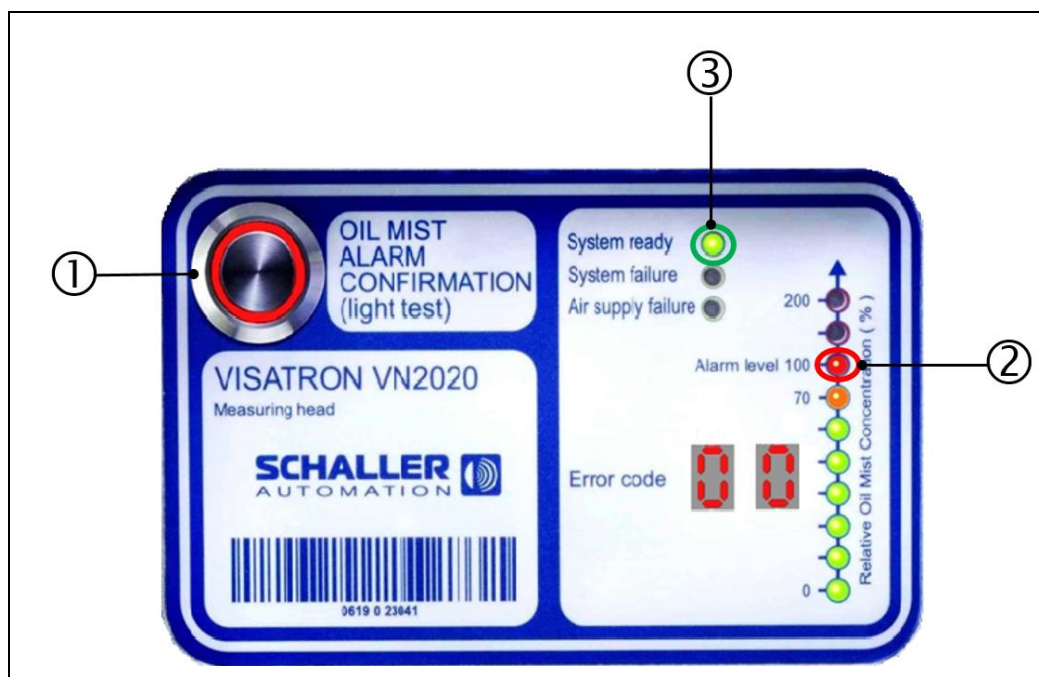 ③
①
②
OIL MIST
ALARM
CONFIRMATION
(light test)
VISATRON VN2020
Measuring head
SCHALLER
AUTOMATION
0619 0 23041
System ready
System failure
Air supply failure
200
Alarm level 100
70
0
Relative Oil Mist Concentration ( % )
Error code 00